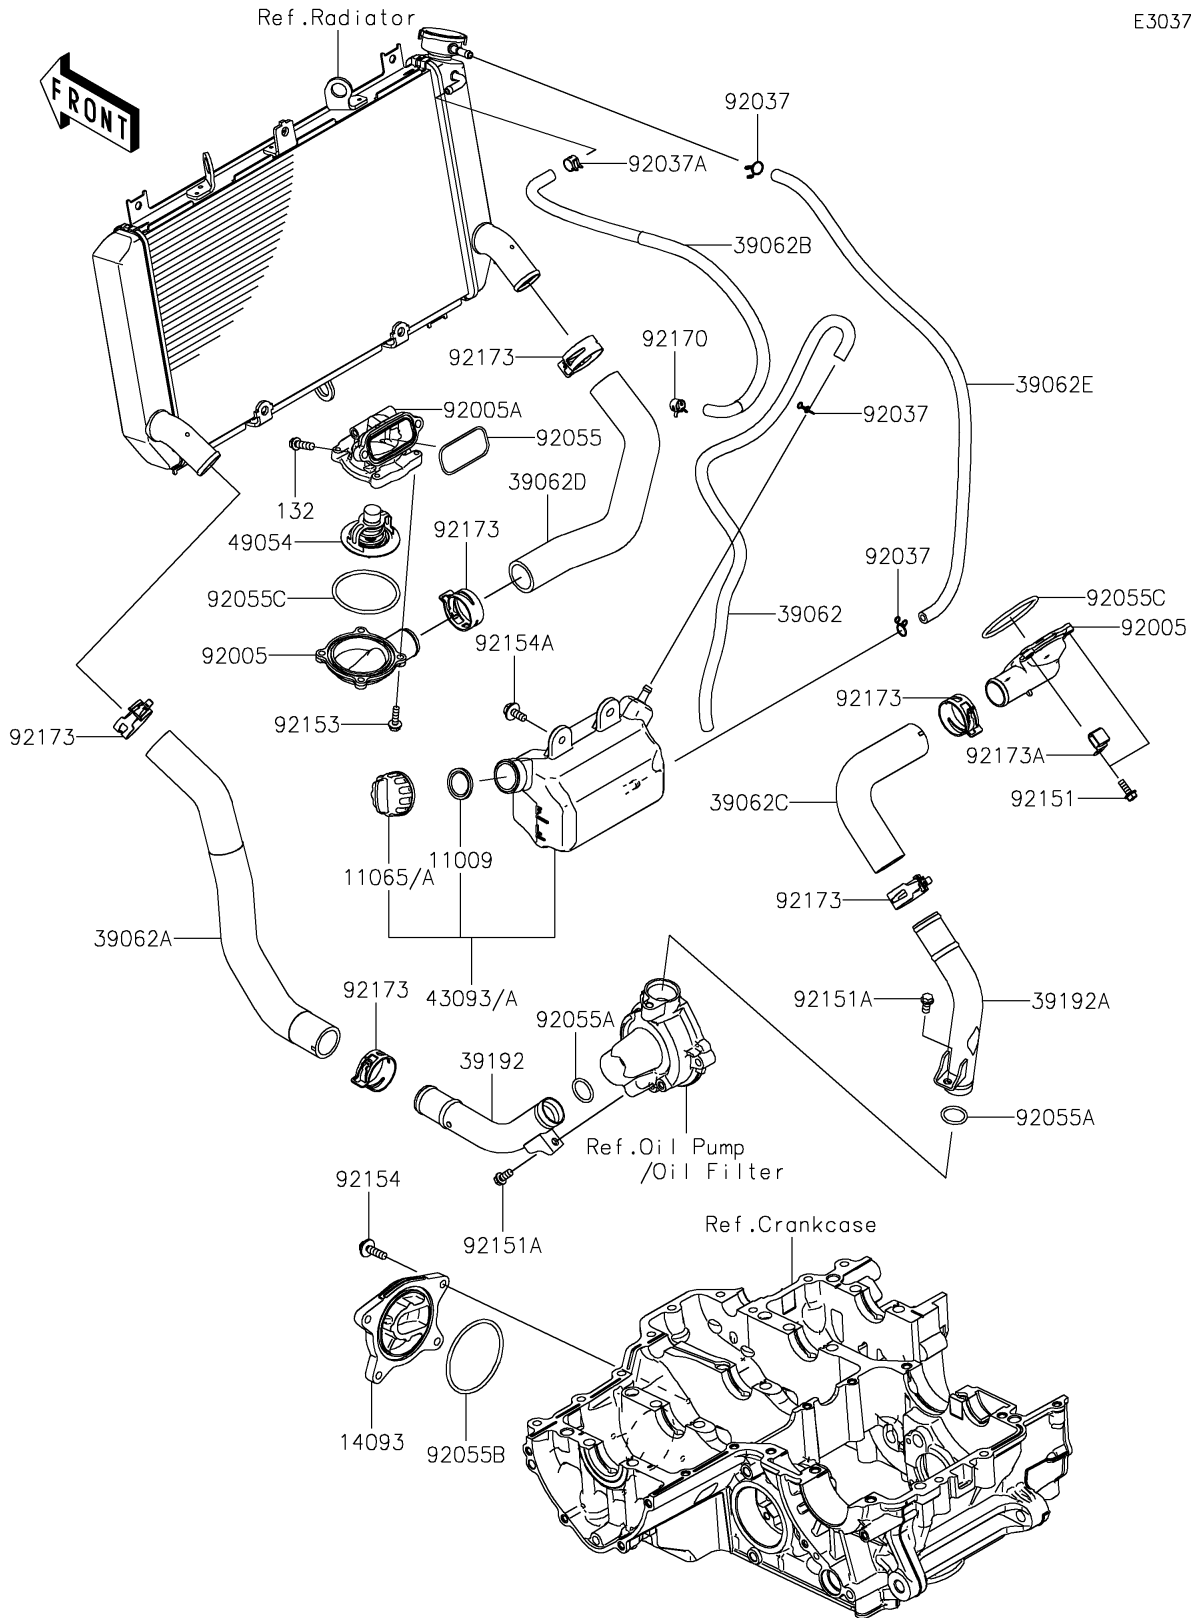 Ref.Radiator
E3037
FRONT
92037
92037A
39062B
92173
92170
39062E
92005A
92037
92055
132
39062D
49054
92173
92037
92055C
92055C
39062
92005
92005
92154A
92173
92153
92173
92173A
39062C
92151
11009
11065/A
92173
39062A
92173
43093/A
92151A
39192A
92055A
39192
92055A
Ref.Oil Pump
/Oil Filter
92154
Ref.Crankcase
92151A
14093
92055B